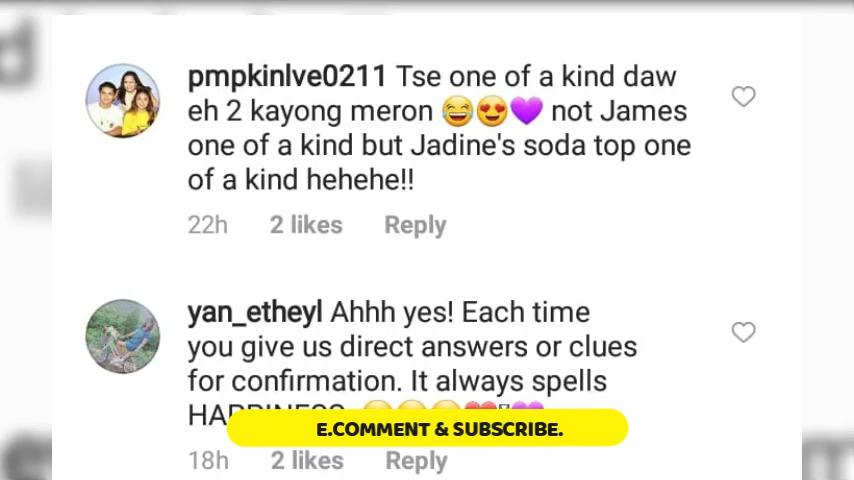 pmpkinlve0211 Tse one of a kind daw
eh 2 kayong meron 😂😍💜 not James
one of a kind but Jadine's soda top one
of a kind hehehe!!
22h 2 likes Reply
yan_etheyl Ahhh yes! Each time
you give us direct answers or clues
for confirmation. It always spells
E.COMMENT & SUBSCRIBE.
18h 2 likes Reply